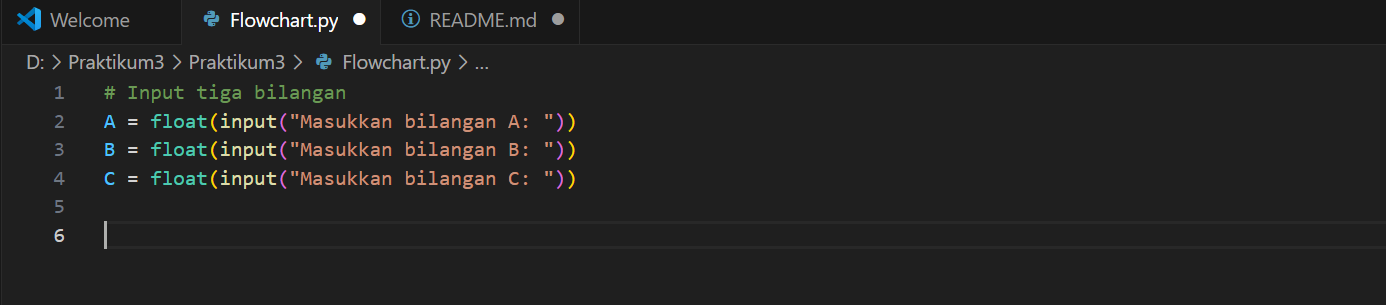 Welcome Flowchart.py README.md
D: > Praktikum3 > Praktikum3 > Flowchart.py > ...
1 # Input tiga bilangan
2 A = float(input("Masukkan bilangan A: "))
3 B = float(input("Masukkan bilangan B: "))
4 C = float(input("Masukkan bilangan C: "))
5
6